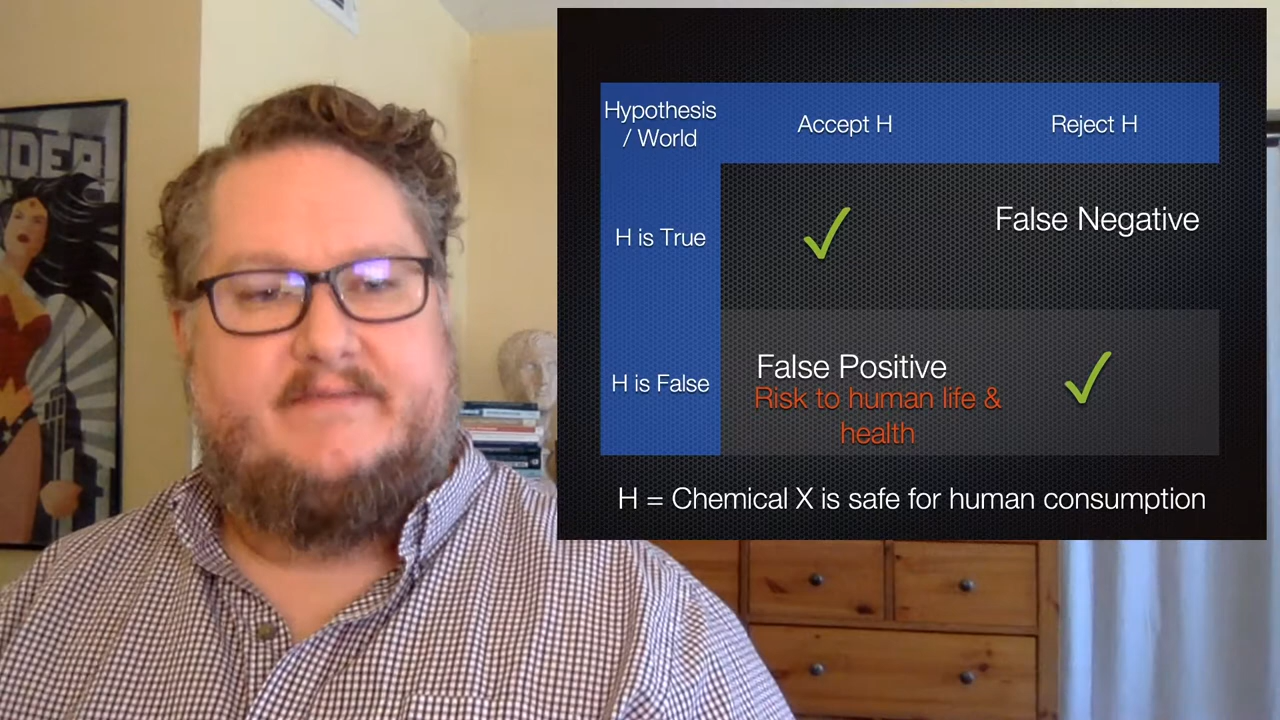 NDER
Hypothesis
/ World
Accept H
Reject H
H is True
False Negative
H is False
False Positive
Risk to human life &
health
H = Chemical X is safe for human consumption